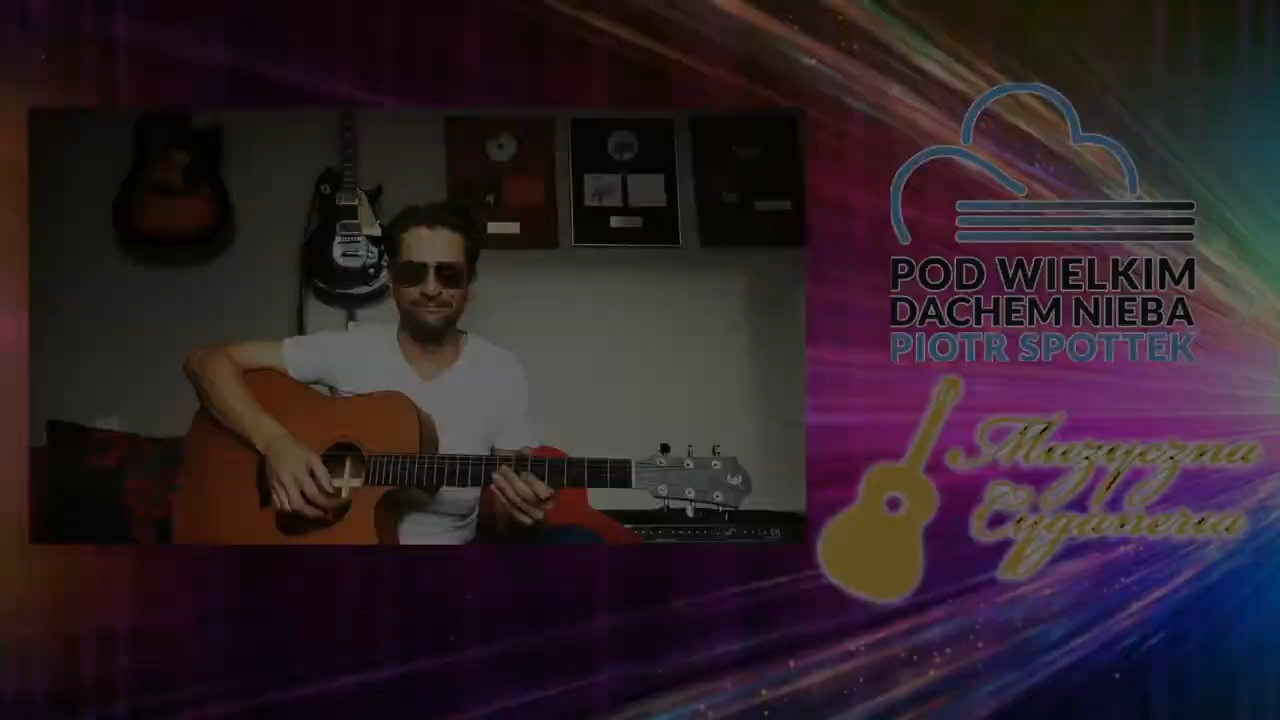 POD WIELKIM
DACHEM NIEBA
PIOTR SPOTTEK
Muzyczna
Cyganeria